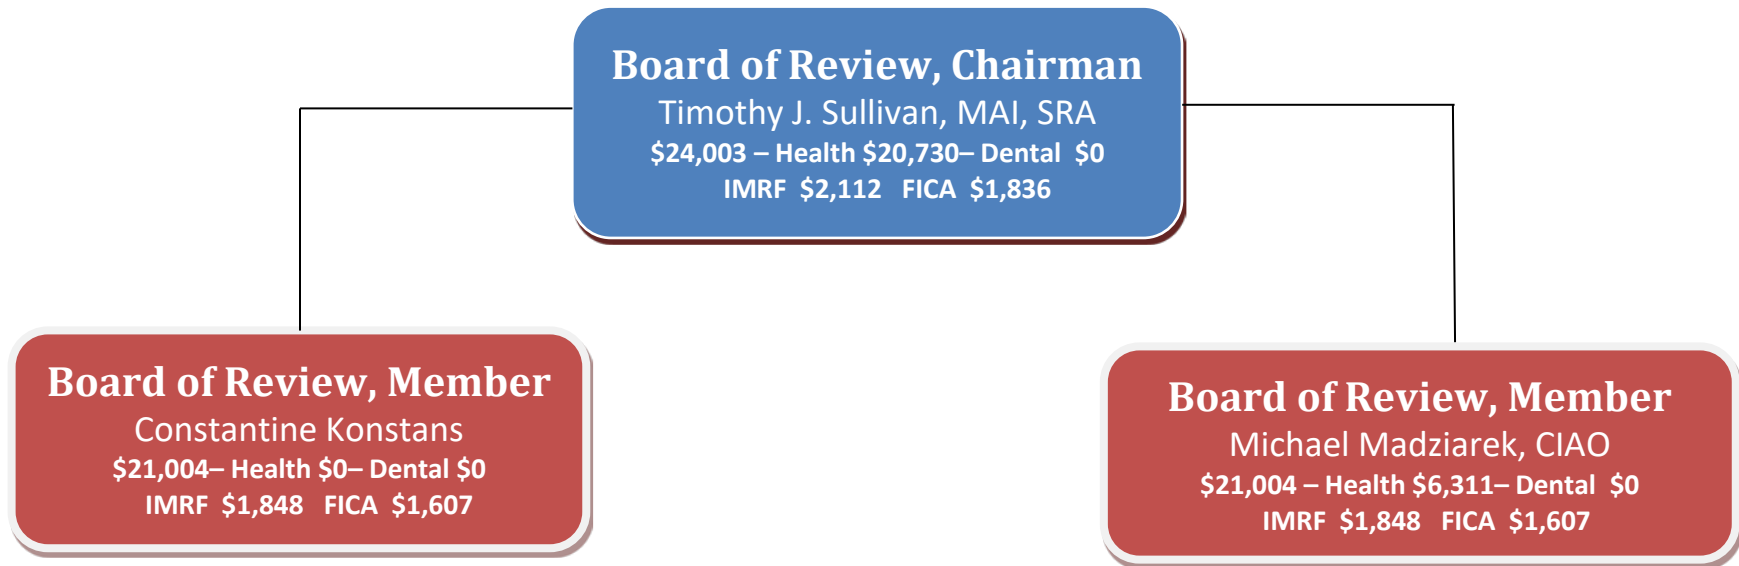 Board of Review, Chairman
Timothy J. Sullivan, MAI, SRA
$24,003 – Health $20,730– Dental  $0
IMRF  $2,112   FICA  $1,836
Board of Review, Member
Constantine Konstans
$21,004– Health $0– Dental $0
IMRF  $1,848   FICA  $1,607
Board of Review, Member
Michael Madziarek, CIAO
$21,004 – Health $6,311– Dental  $0
IMRF  $1,848   FICA  $1,607